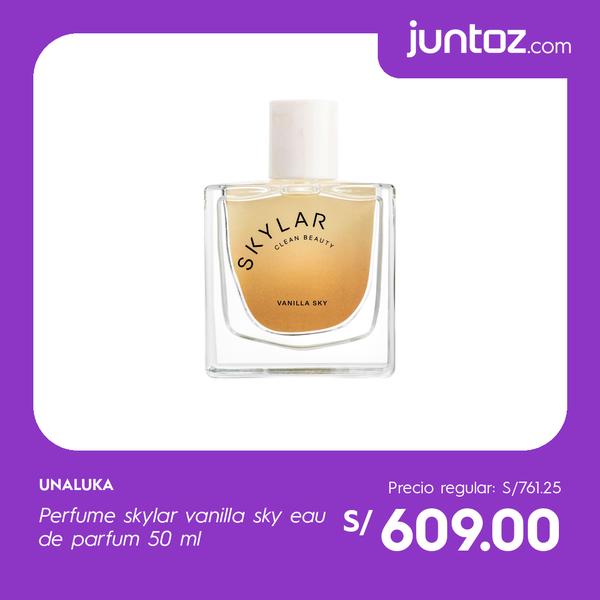 juntoz.com
SKYLAR
CLEAN BEAUTY
VANILLA SKY
UNALUKA
Perfume skylar vanilla sky eau
de parfum 50 ml
Precio regular: S/761.25
S/609.00